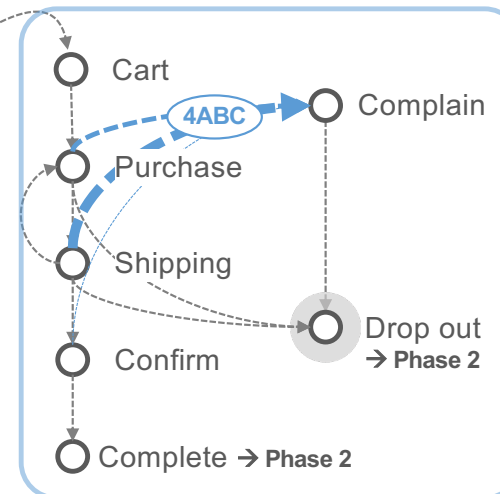 Cart
4ABC
Complain
Purchase
Shipping
Drop out
→ Phase 2
Confirm
Complete → Phase 2